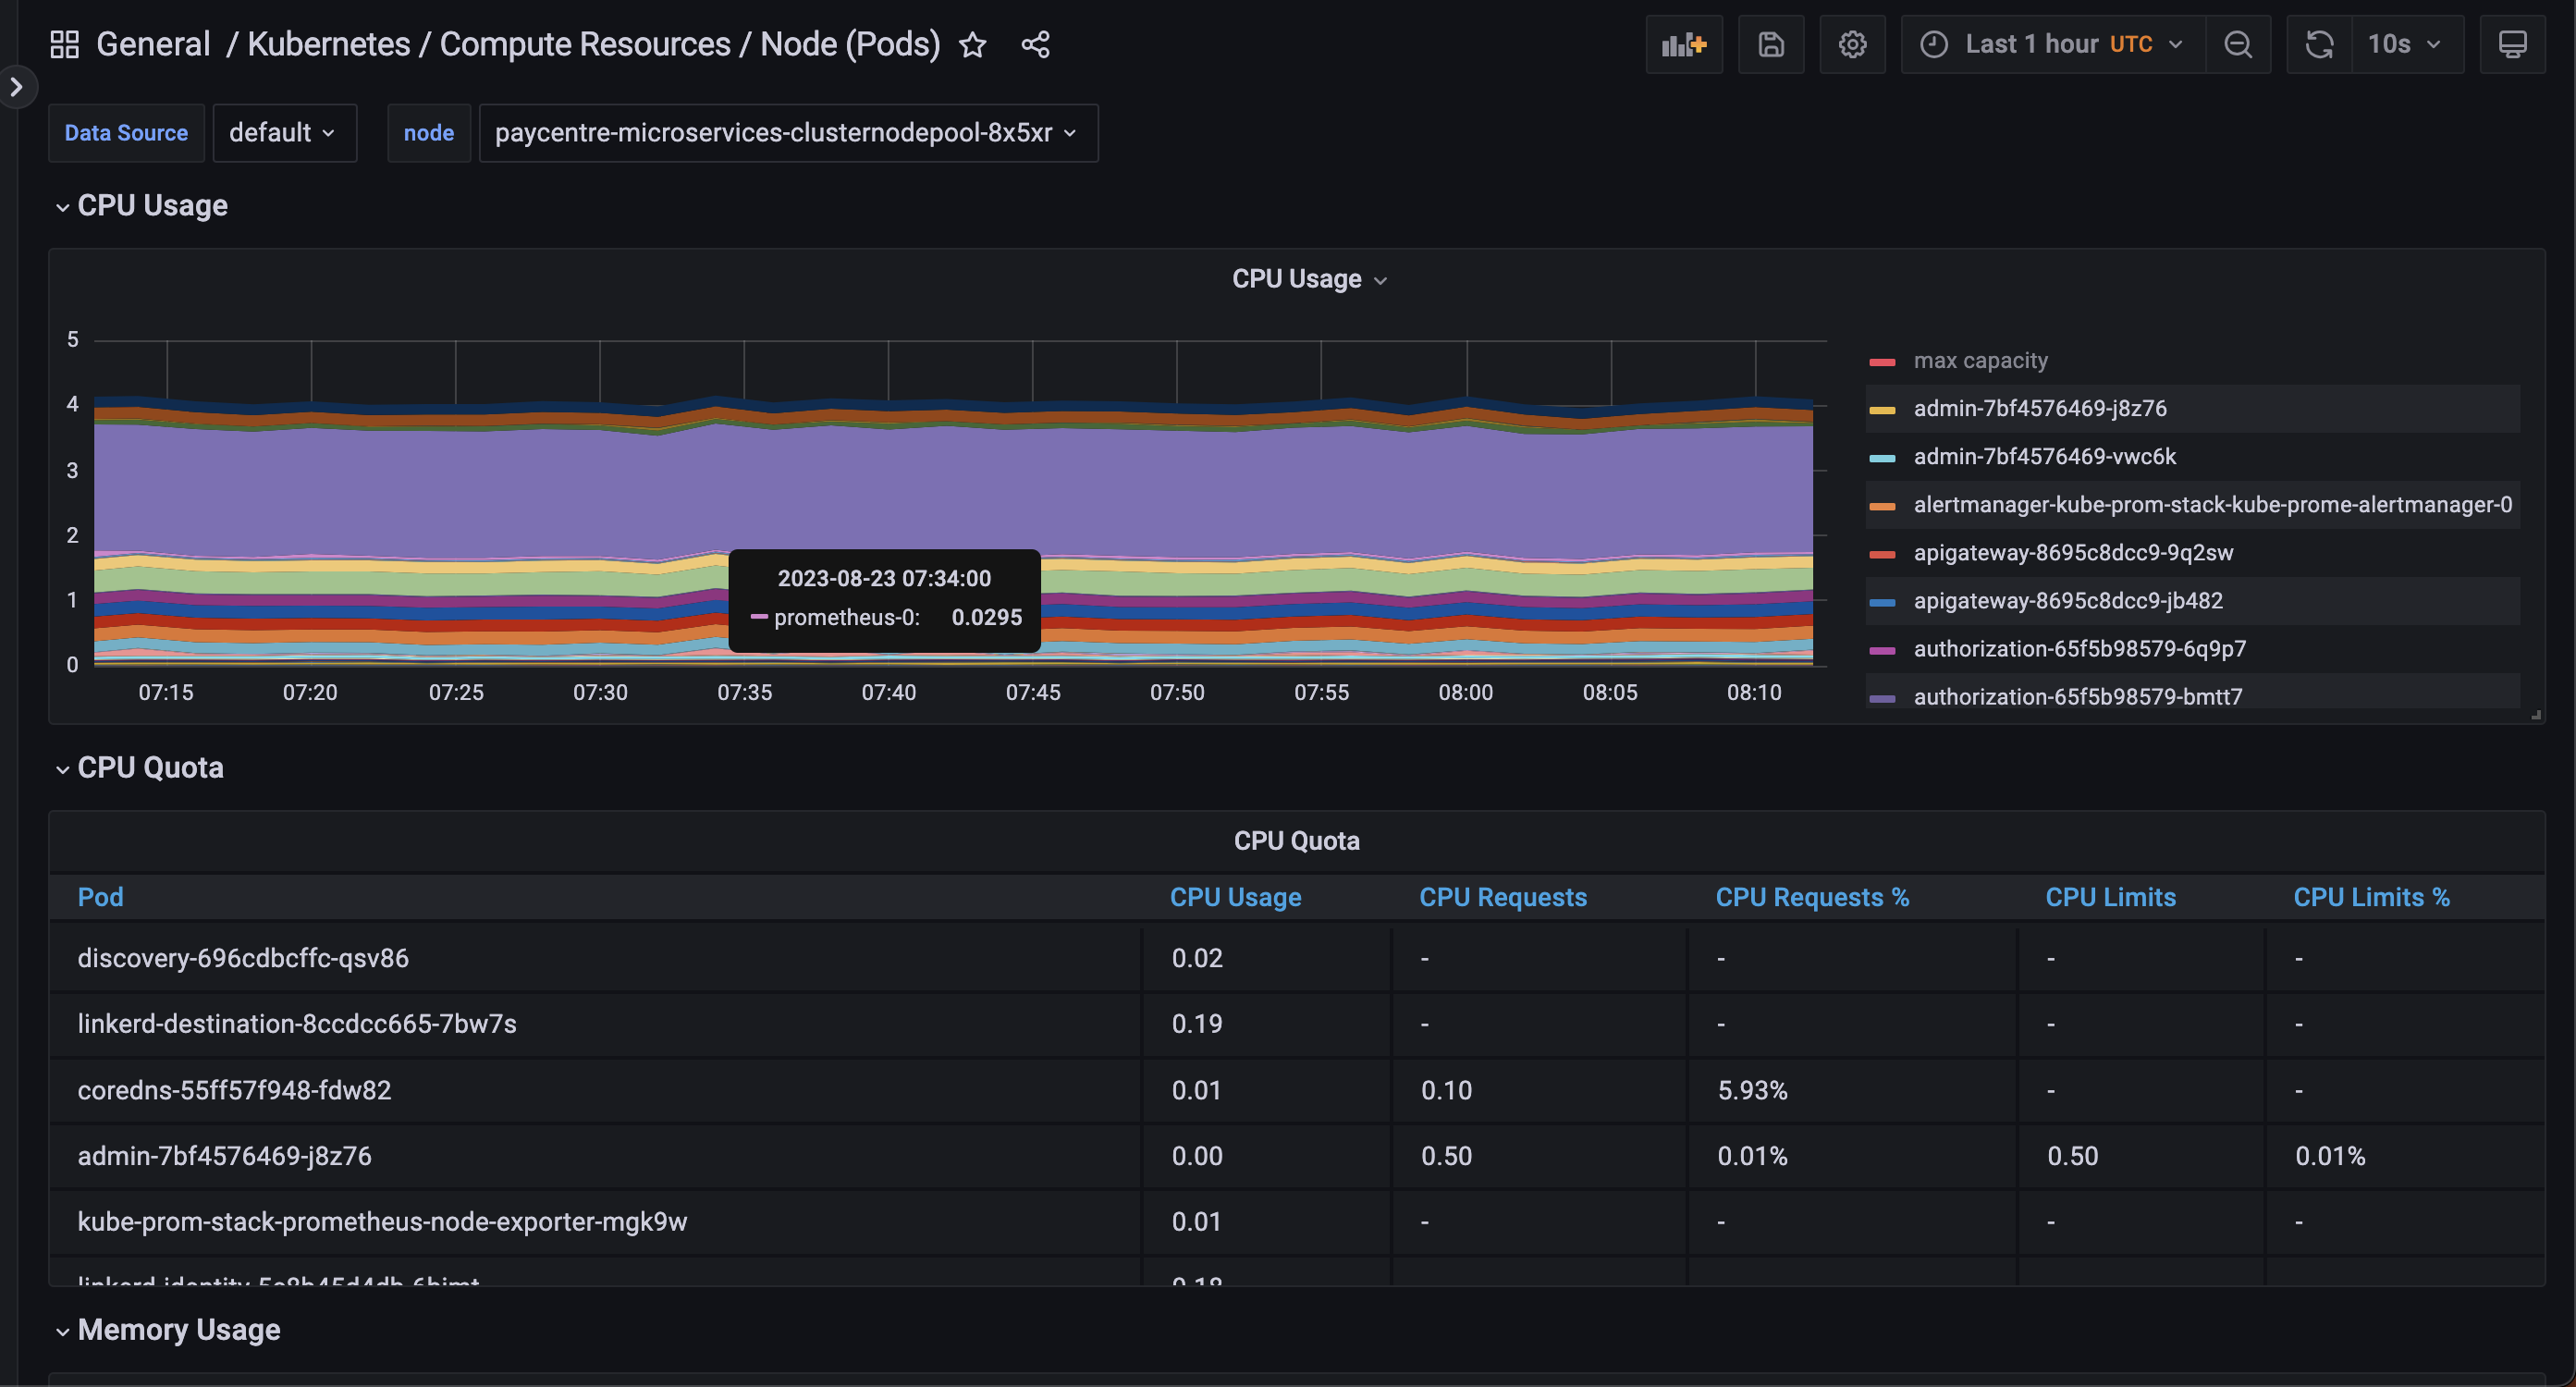 General / Kubernetes / Compute Resources / Node (Pods)
Last 1 hour UTC
10s
Data Source default node paycentre-microservices-clusternodepool-8x5xr
CPU Usage
CPU Usage
5
4
3
2
1
0
07:15 07:20 07:25 07:30 07:35 07:40 07:45 07:50 07:55 08:00 08:05 08:10
2023-08-23 07:34:00
prometheus-0: 0.0295
max capacity
admin-7bf4576469-j8z76
admin-7bf4576469-vwc6k
alertmanager-kube-prom-stack-kube-prome-alertmanager-0
apigateway-8695c8dcc9-9q2sw
apigateway-8695c8dcc9-jb482
authorization-65f5b98579-6q9p7
authorization-65f5b98579-bmtt7
CPU Quota
CPU Quota
Pod CPU Usage CPU Requests CPU Requests % CPU Limits CPU Limits %
discovery-696cdbcffc-qsv86 0.02 - - - -
linkerd-destination-8ccdcc665-7bw7s 0.19 - - - -
coredns-55ff57f948-fdw82 0.01 0.10 5.93% - -
admin-7bf4576469-j8z76 0.00 0.50 0.01% 0.50 0.01%
kube-prom-stack-prometheus-node-exporter-mgk9w 0.01 - - - -
Memory Usage